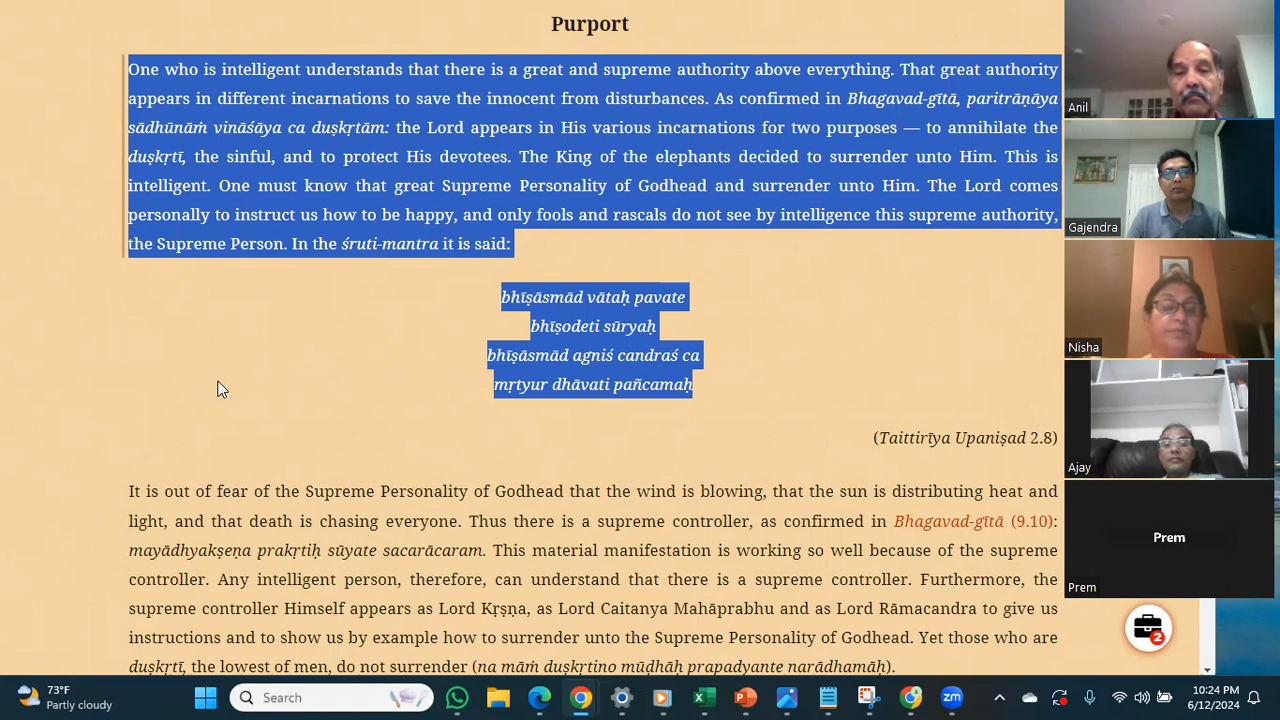 Purport
One who is intelligent understands that there is a great and supreme authority above everything. That great authority
appears in different incarnations to save the innocent from disturbances. As confirmed in Bhagavad-gītā, paritrāṇāya
sādhūnāṁ vināśāya ca duṣkṛtām: the Lord appears in His various incarnations for two purposes — to annihilate the
duṣkṛtī, the sinful, and to protect His devotees. The King of the elephants decided to surrender unto Him. This is
intelligent. One must know that great Supreme Personality of Godhead and surrender unto Him. The Lord comes
personally to instruct us how to be happy, and only fools and rascals do not see by intelligence this supreme authority,
the Supreme Person. In the śruti-mantra it is said:
bhīṣāsmād vātaḥ pavate
bhīṣodeti sūryaḥ
bhīṣāsmād agniś candraś ca
mṛtyur dhāvati pañcamaḥ
(Taittirīya Upaniṣad 2.8)
It is out of fear of the Supreme Personality of Godhead that the wind is blowing, that the sun is distributing heat and
light, and that death is chasing everyone. Thus there is a supreme controller, as confirmed in Bhagavad-gītā (9.10):
mayādhyakṣeṇa prakṛtiḥ sūyate sacarācaram. This material manifestation is working so well because of the supreme
controller. Any intelligent person, therefore, can understand that there is a supreme controller. Furthermore, the
supreme controller Himself appears as Lord Kṛṣṇa, as Lord Caitanya Mahāprabhu and as Lord Rāmacandra to give us
instructions and to show us by example how to surrender unto the Supreme Personality of Godhead. Yet those who are
duṣkṛtī, the lowest of men, do not surrender (na māṁ duṣkṛtino mūḍhāḥ prapadyante narādhamāḥ).
Anil
Gajendra
Nisha
Ajay
Prem
Prem
2
73°F
Partly cloudy
Search
zm
10:24 PM
6/12/2024